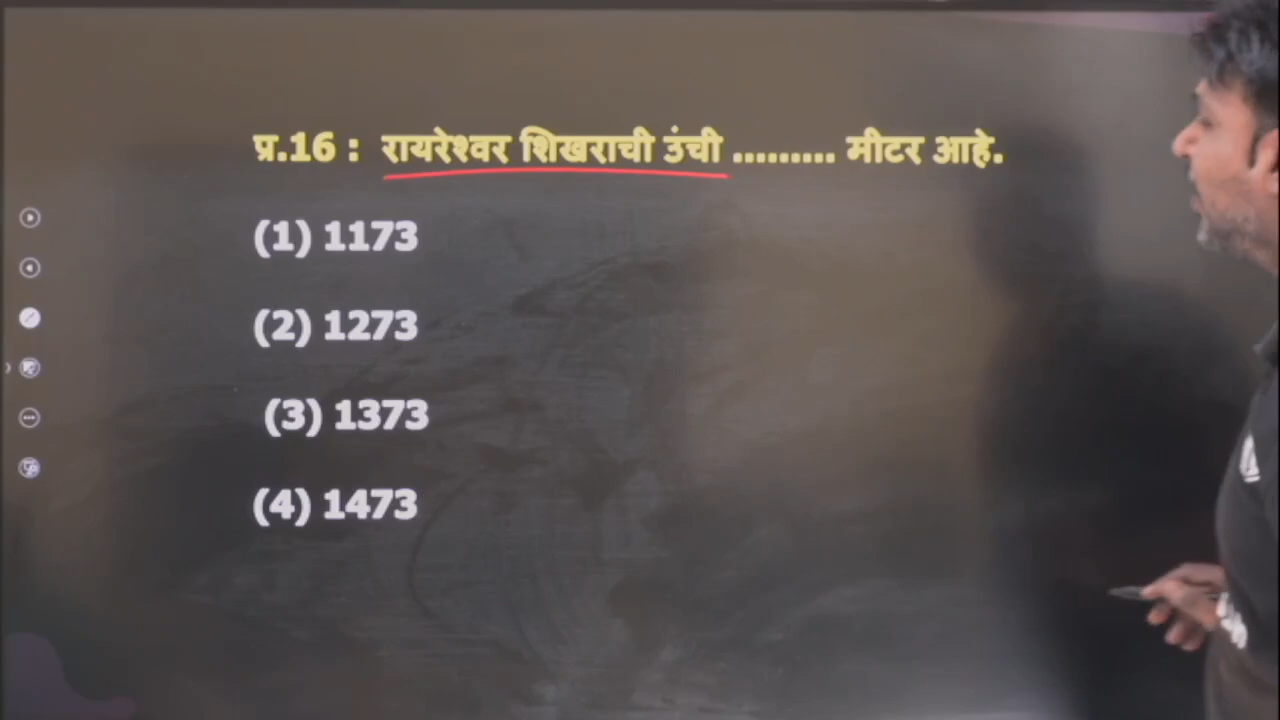 प्र.16 : रायरेश्वर शिखराची उंची ......... मीटर आहे.
(1) 1173
(2) 1273
(3) 1373
(4) 1473